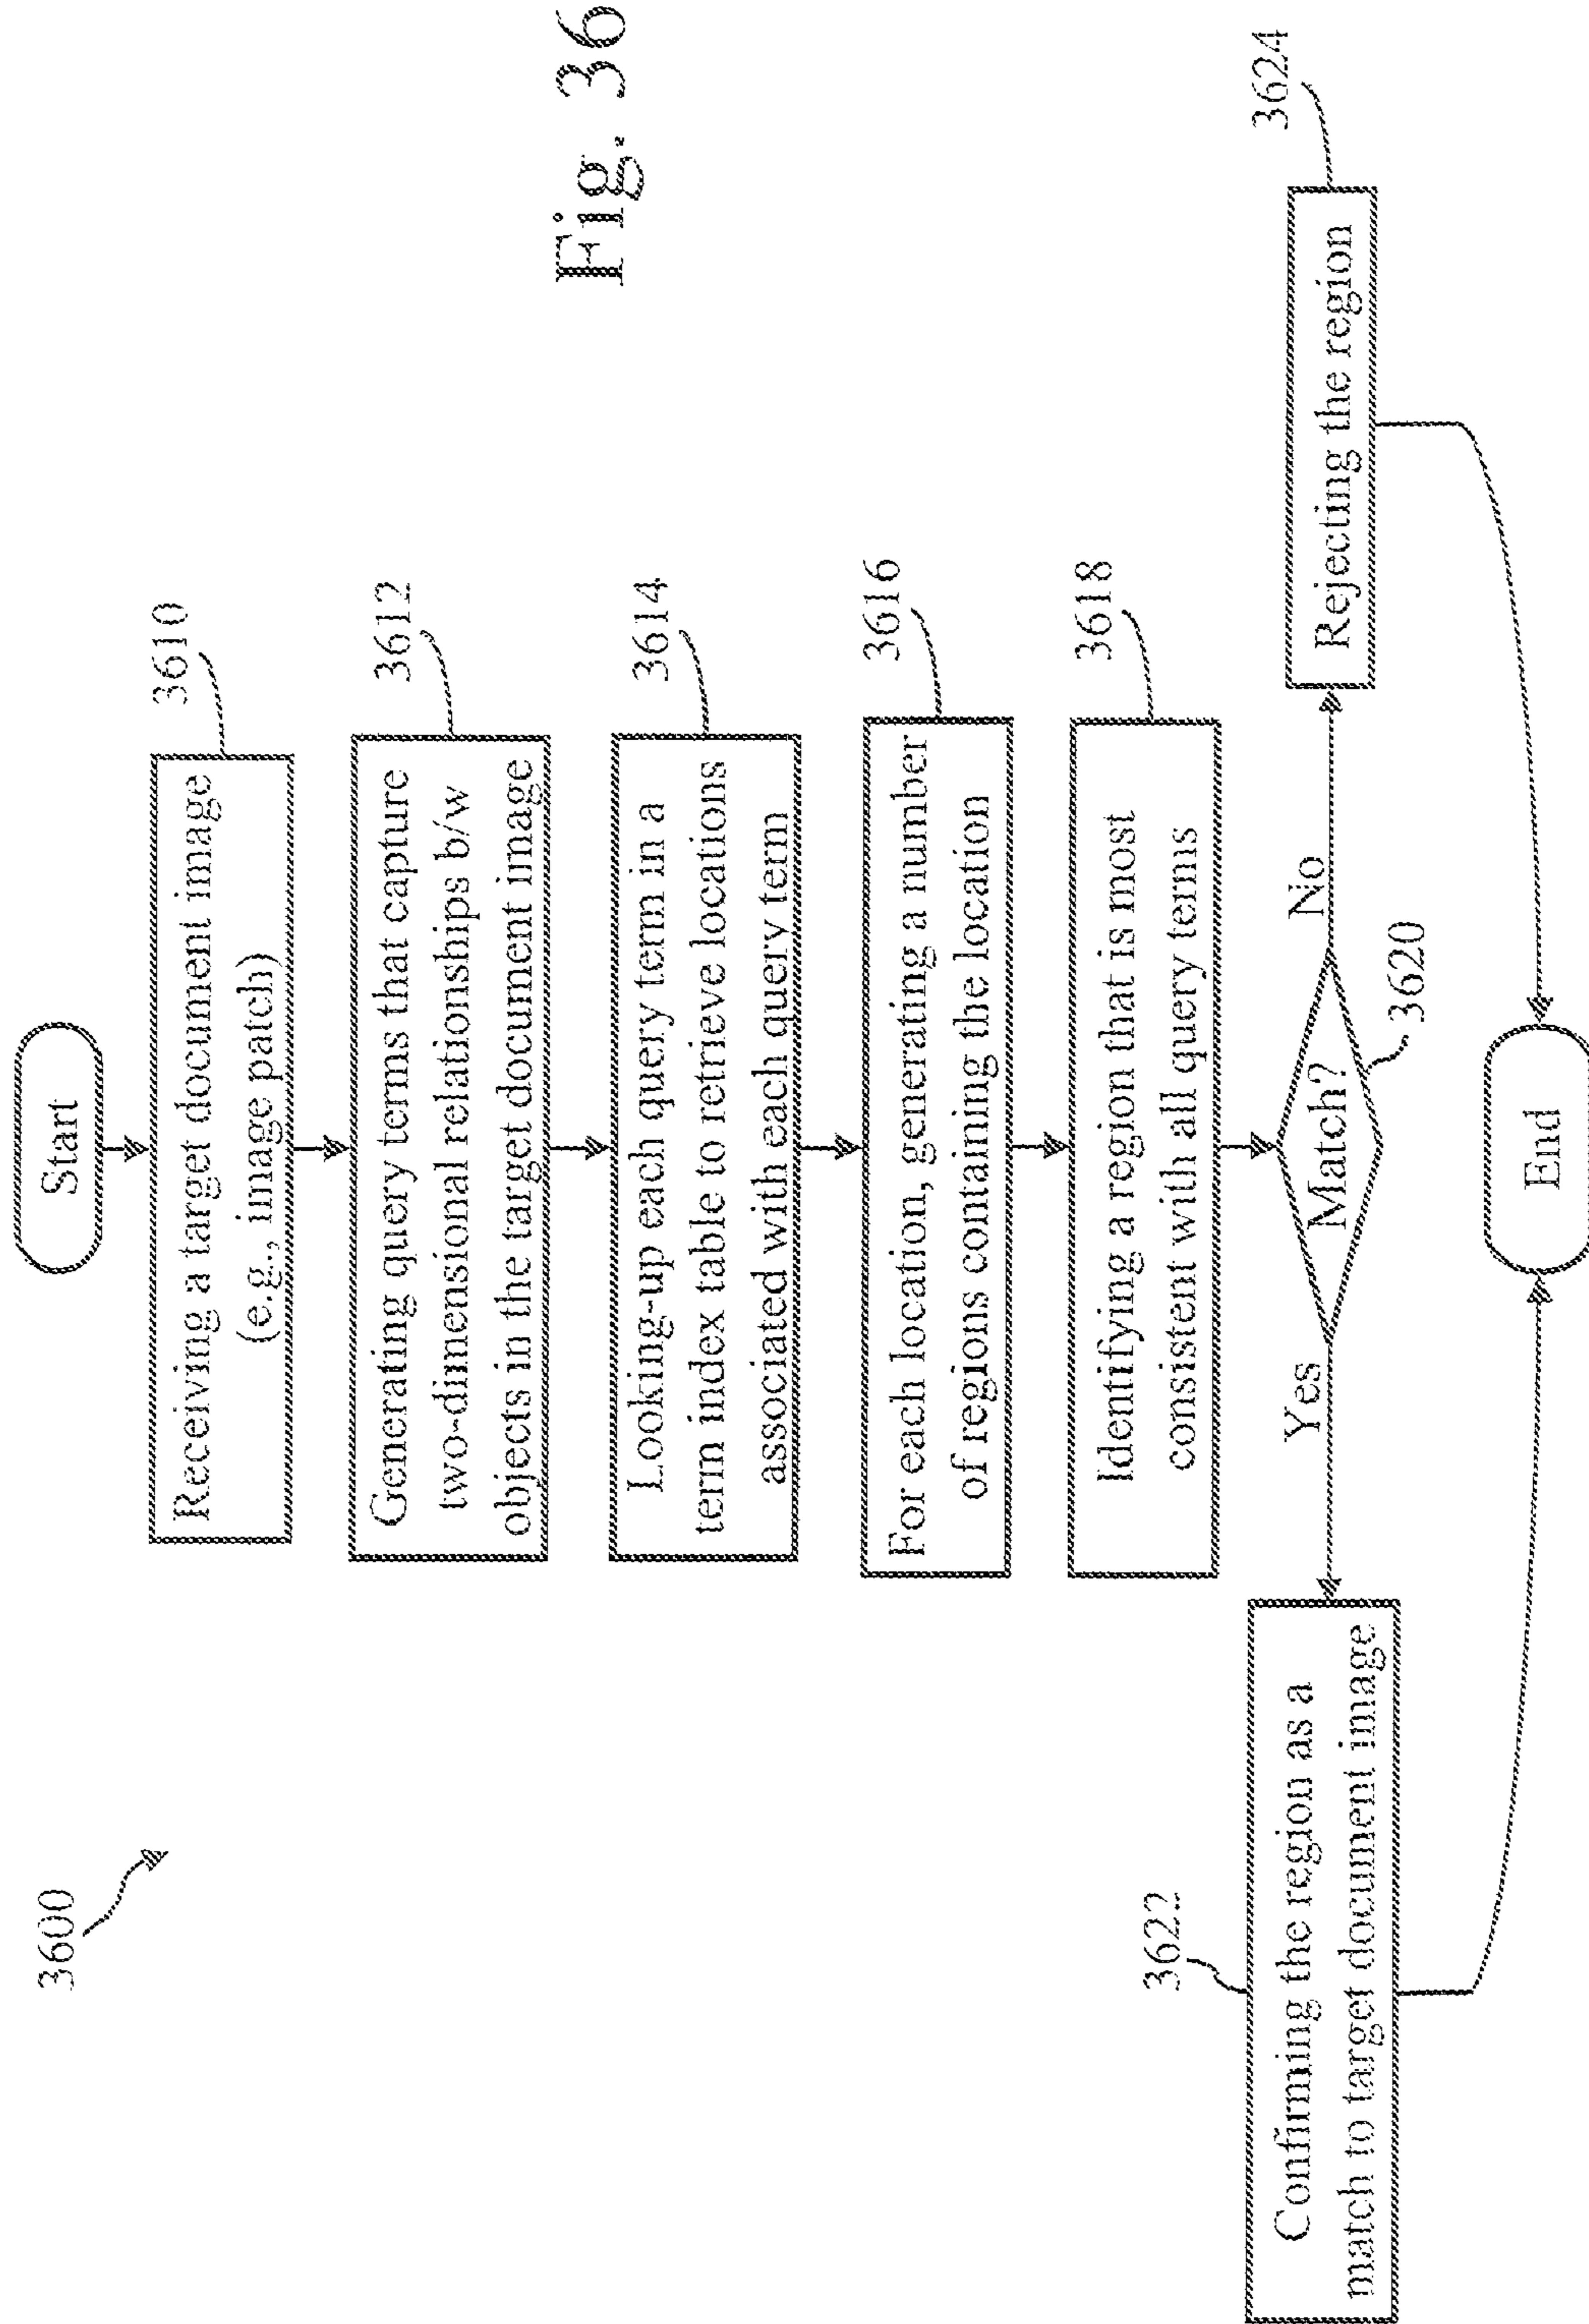 3600
Start
Receiving a target document image
(e.g., image patch)
3610
Generating query terms that capture
two-dimensional relationships b/w
objects in the target document image
3612
Looking-up each query term in a
term index table to retrieve locations
associated with each query term
3614
For each location, generating a number
of regions containing the location
3616
Identifying a region that is most
consistent with all query terms
3618
Match?
3620
Yes
No
3622
Confirming the region as a
match to target document image
Rejecting the region
3624
End
Fig. 36